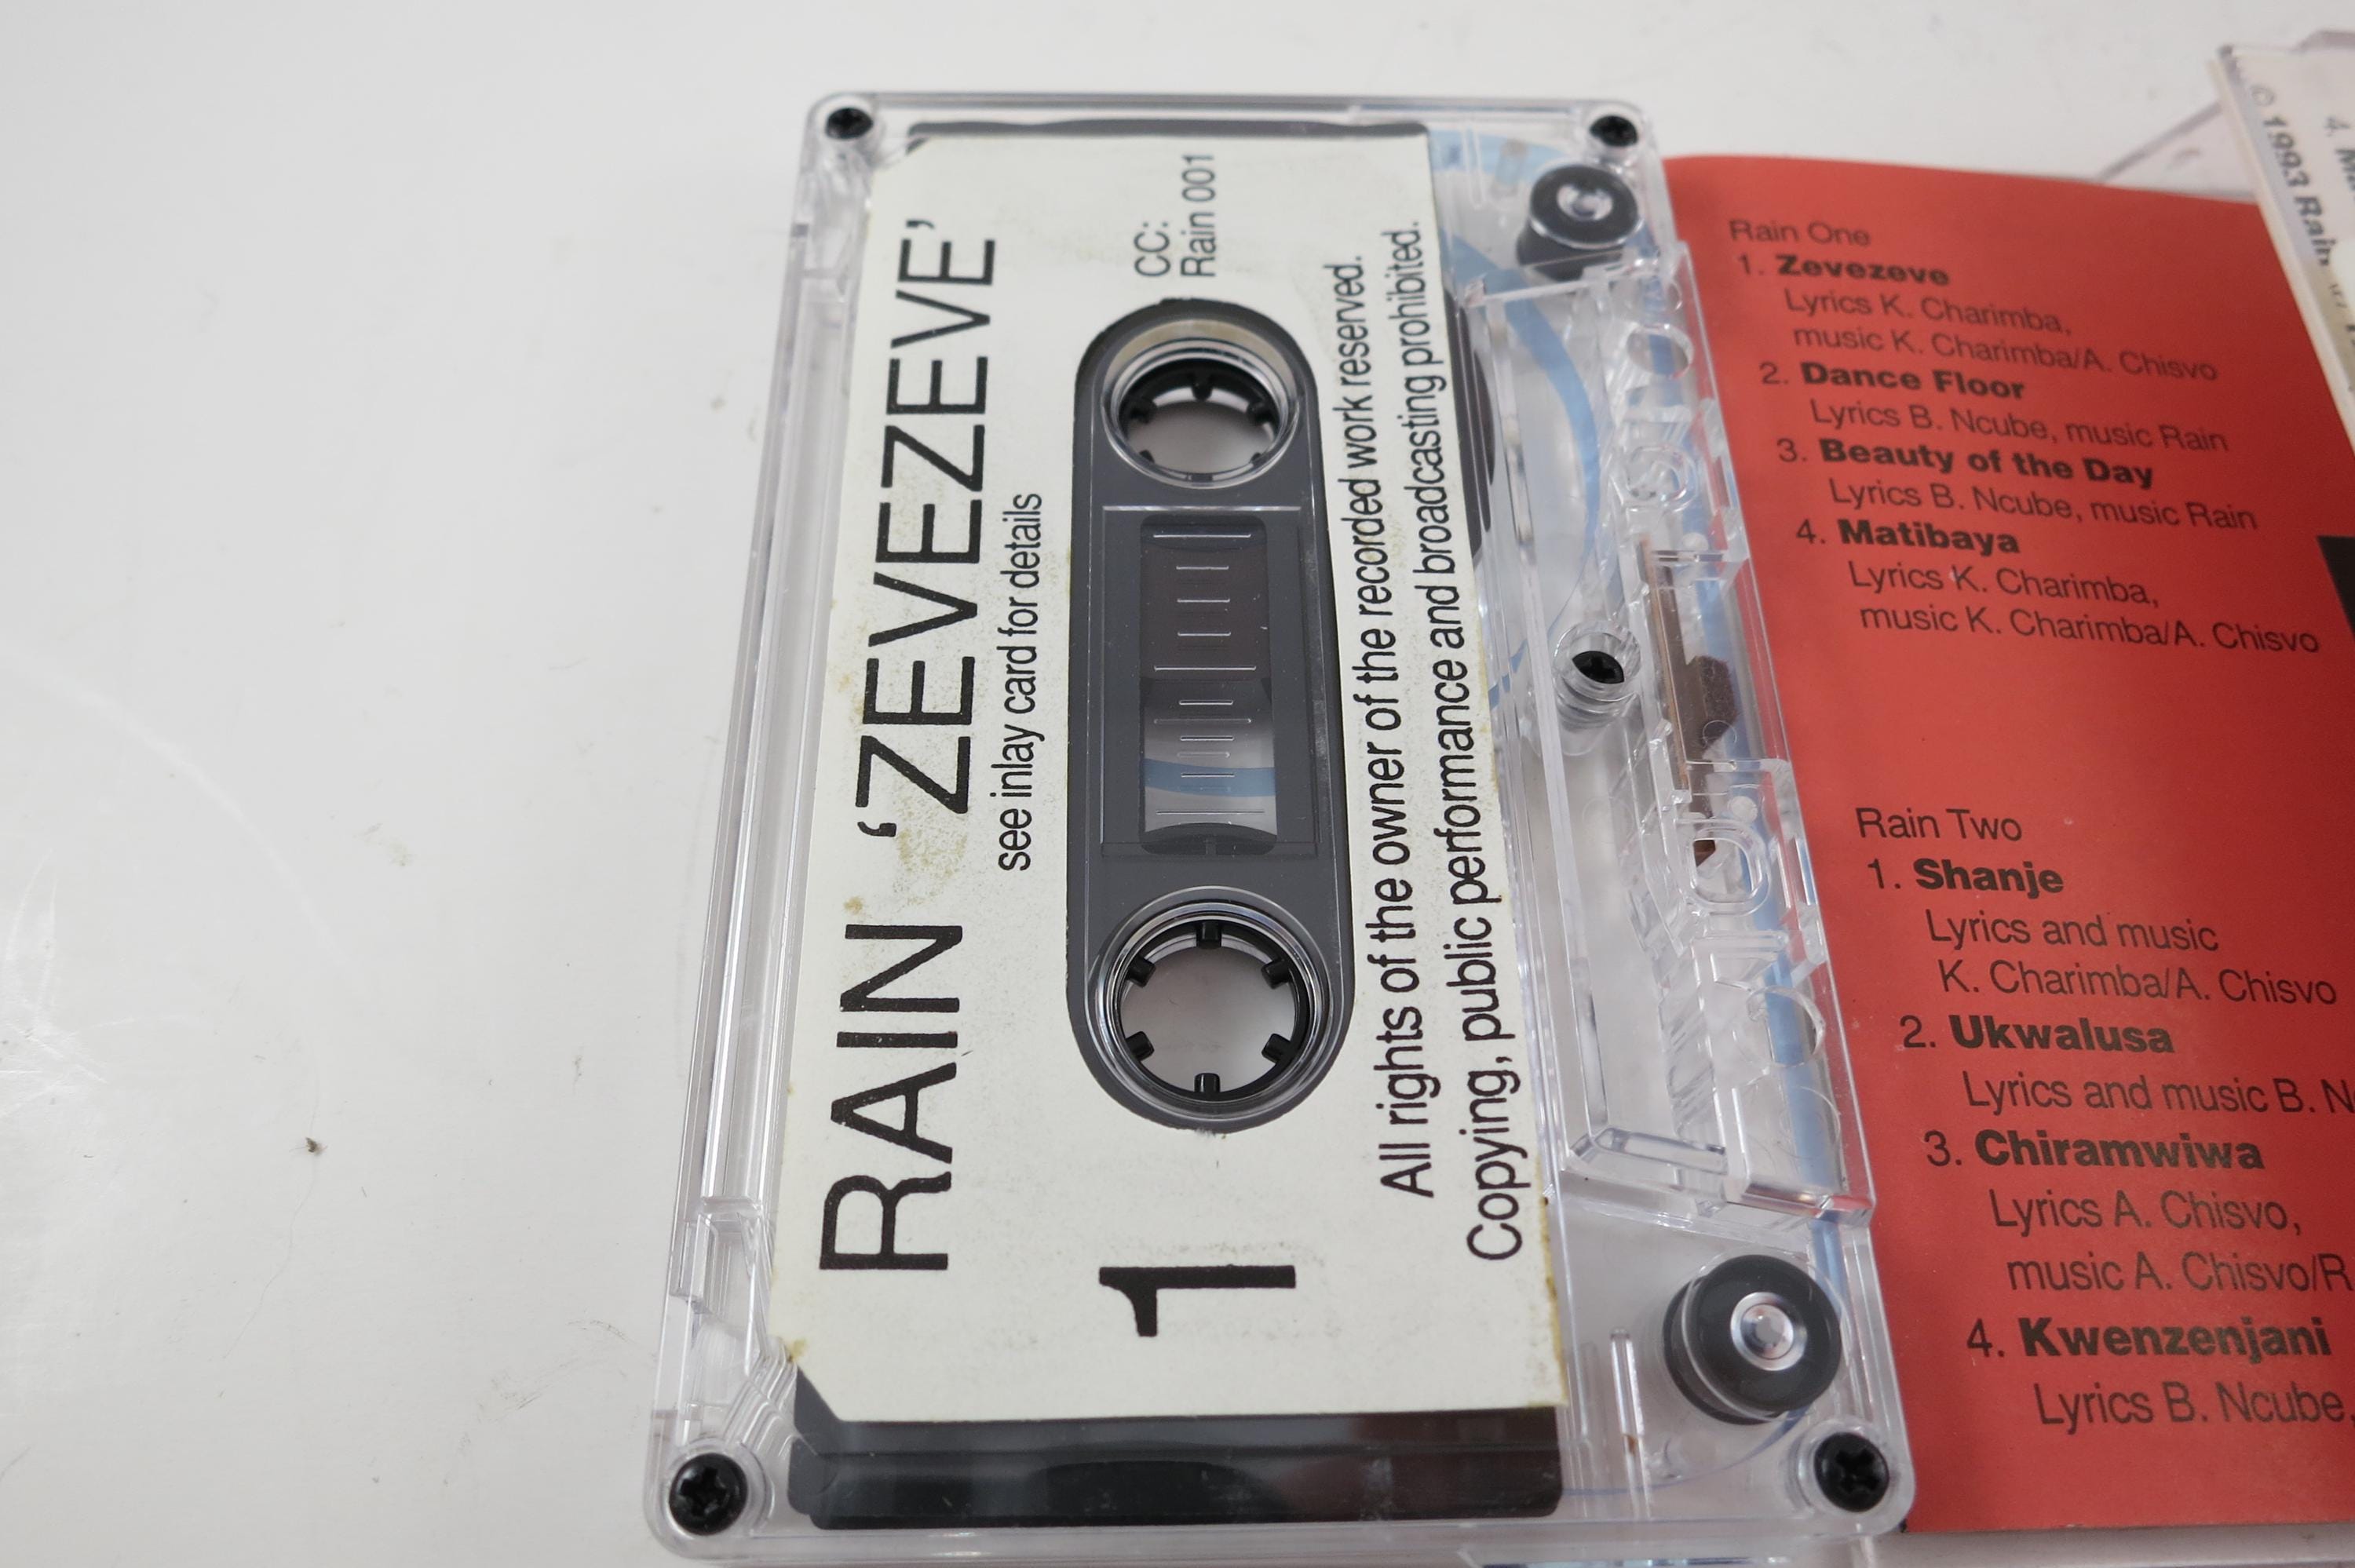 RAIN ‘ZEVEZEVE’
see inlay card for details
CC:
Rain 001
1
All rights of the owner of the recorded work reserved.
Copying, public performance and broadcasting prohibited.
Rain One
1. Zevezeve
Lyrics K. Charimba,
music K. Charimba/A. Chisvo
2. Dance Floor
Lyrics B. Ncube, music Rain
3. Beauty of the Day
Lyrics B. Ncube, music Rain
4. Matibaya
Lyrics K. Charimba,
music K. Charimba/A. Chisvo
Rain Two
1. Shanje
Lyrics and music
K. Charimba/A. Chisvo
2. Ukwalusa
Lyrics and music B.
3. Chiramwiwa
Lyrics A. Chisvo,
music A. Chisvo/R
4. Kwenzenjani
Lyrics B. Ncube,
4.
© 1993 Rain